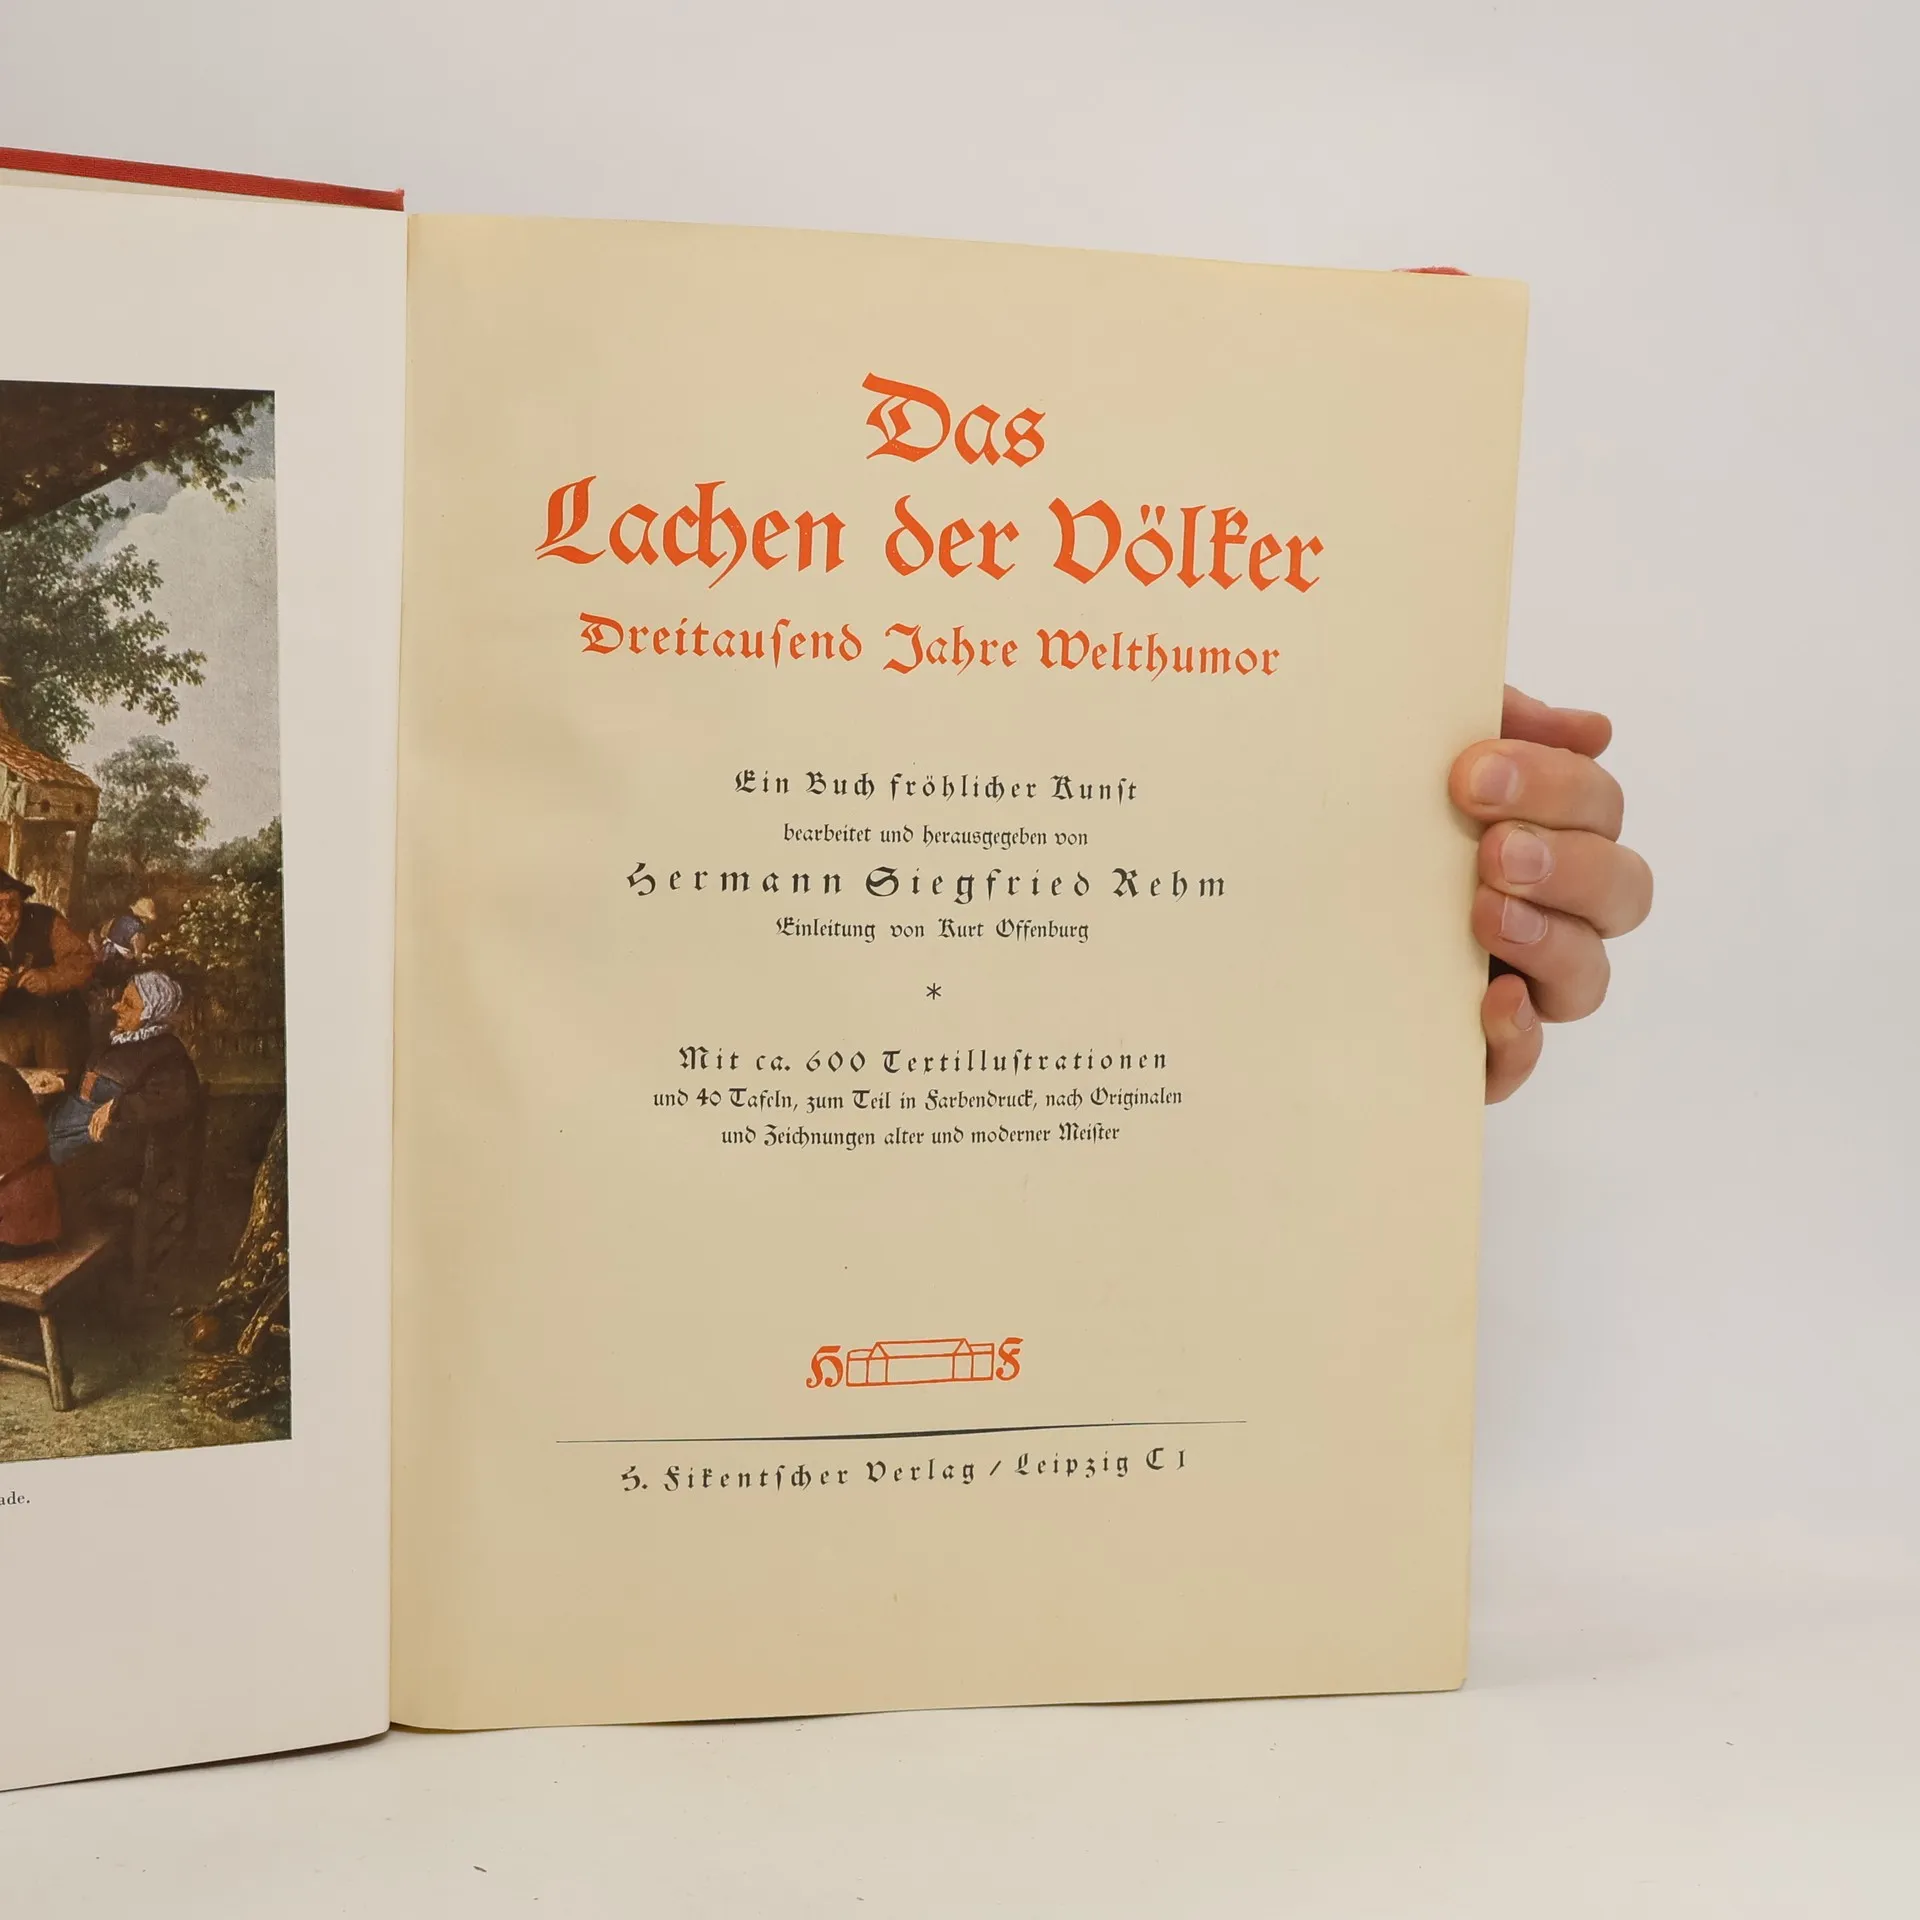 Das
Lachen der Völker
Dreitausend Jahre Welthumor
Ein Buch fröhlicher Kunst
bearbeitet und herausgegeben von
Hermann Siegfried Rehm
Einleitung von Kurt Offenburg
*
Mit ca. 600 Textillustrationen
und 40 Tafeln, zum Teil in Farbendruck, nach Originalen
und Zeichnungen alter und moderner Meister
H F
H. Fikentscher Verlag / Leipzig C 1